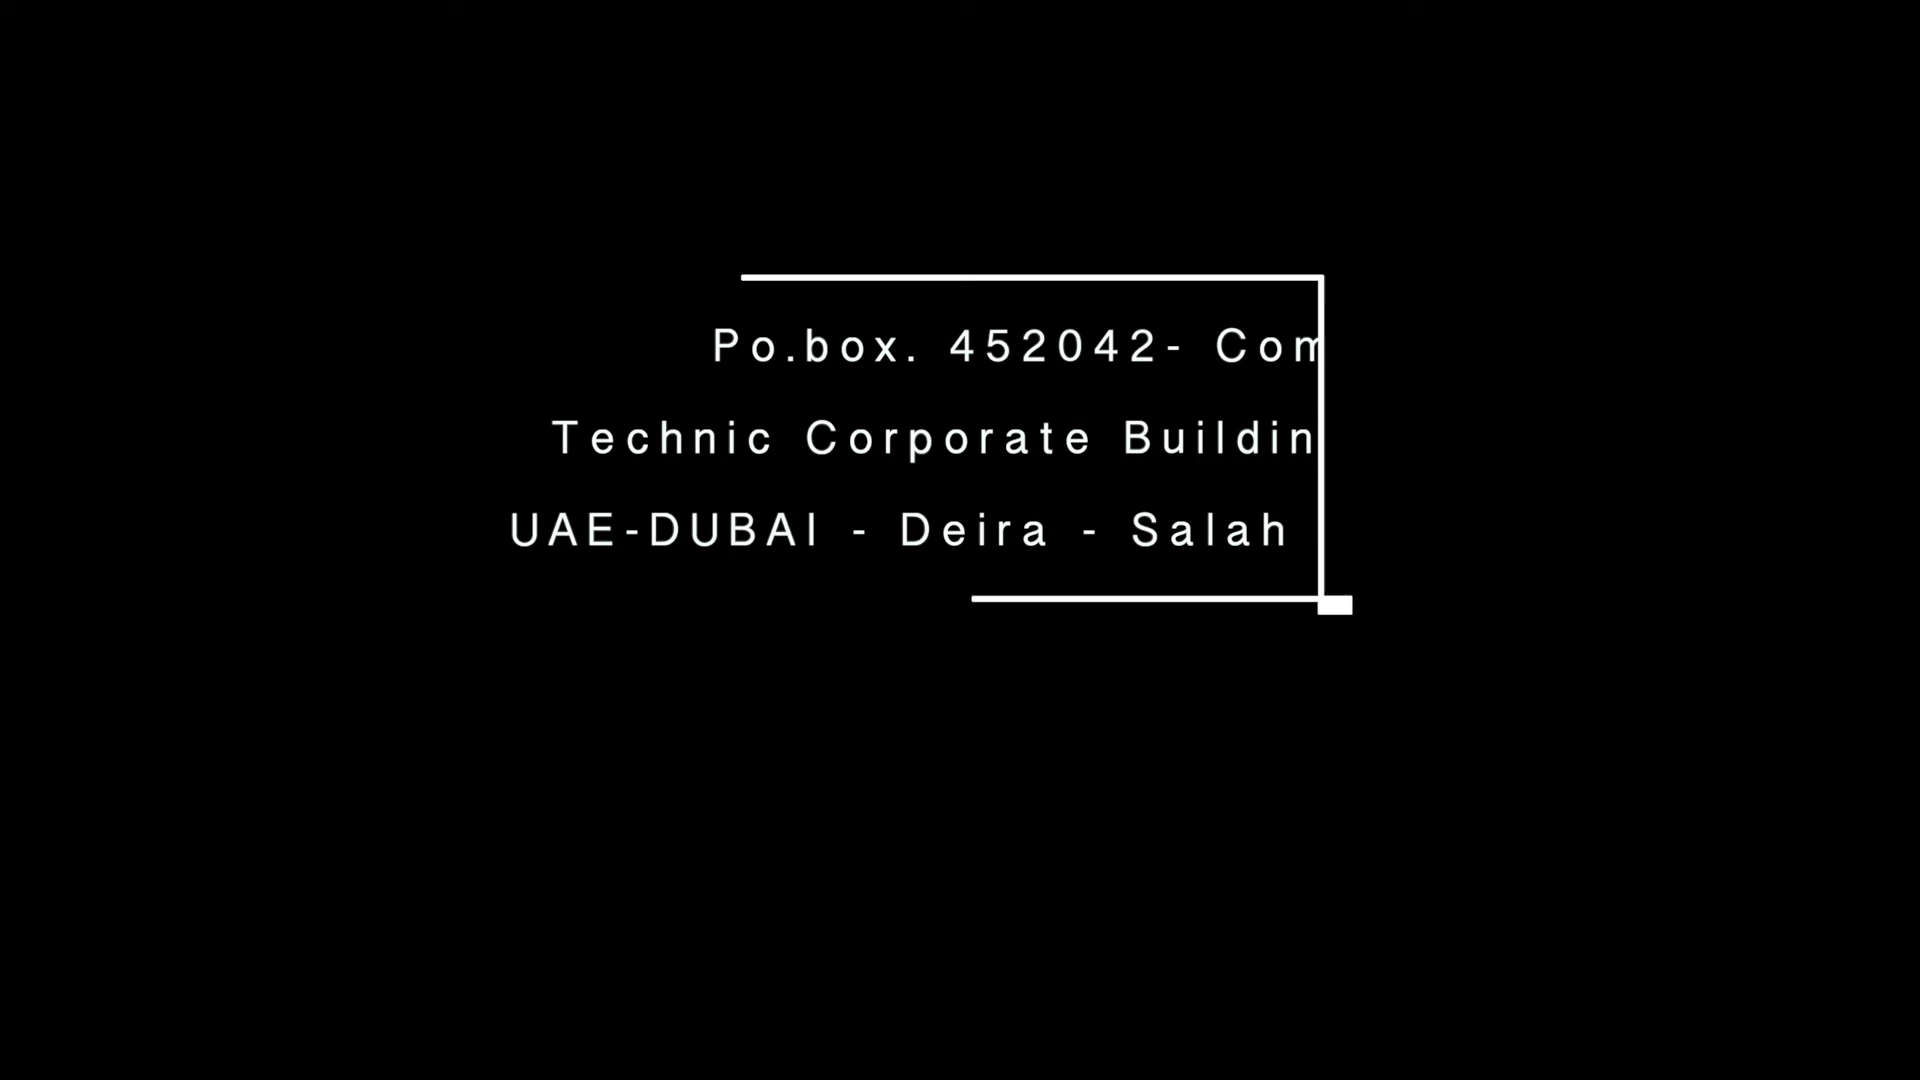 Po.box. 452042- Com
Technic Corporate Buildin
UAE-DUBAI - Deira - Salah